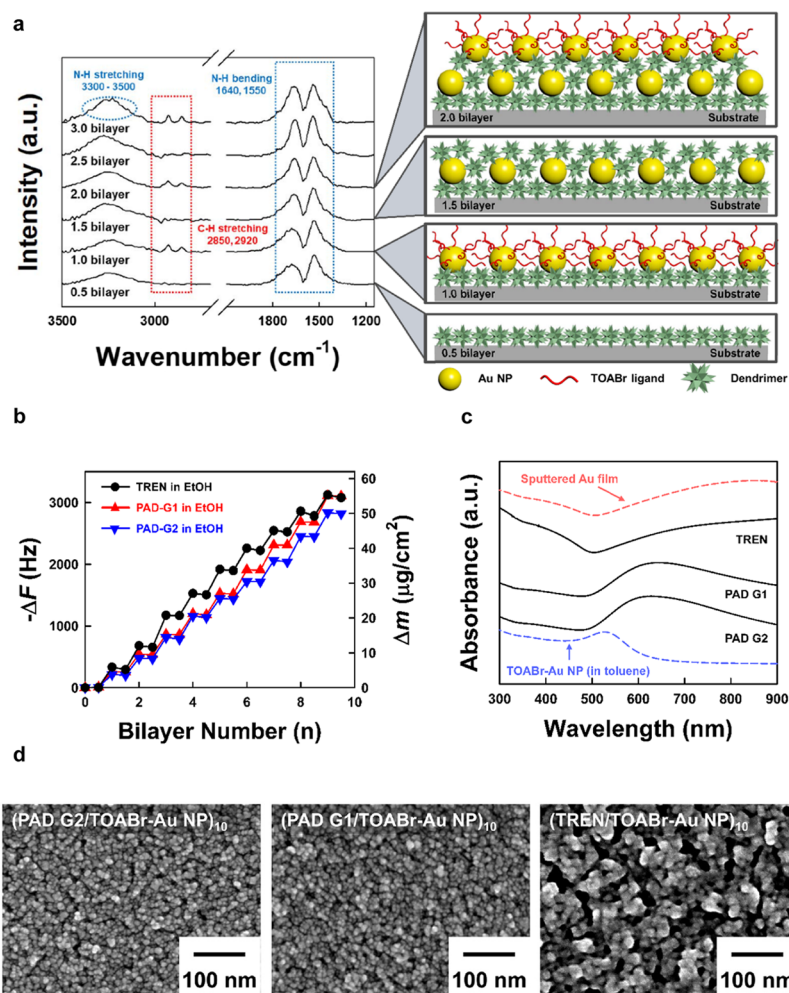 a
Intensity (a.u.)
N-H stretching
3300 - 3500
N-H bending
1640, 1550
3.0 bilayer
2.5 bilayer
2.0 bilayer
1.5 bilayer
1.0 bilayer
0.5 bilayer
C-H stretching
2850, 2920
3500 3000 1800 1500 1200
Wavenumber (cm⁻¹)
2.0 bilayer Substrate
1.5 bilayer Substrate
1.0 bilayer Substrate
0.5 bilayer Substrate
Au NP TOABr ligand Dendrimer
b
-ΔF (Hz)
3000
2000
1000
0
TREN in EtOH
PAD-G1 in EtOH
PAD-G2 in EtOH
60
50
40
30
20
10
0
Δm (μg/cm²)
0 2 4 6 8 10
Bilayer Number (n)
c
Absorbance (a.u.)
Sputtered Au film
TREN
PAD G1
PAD G2
TOABr-Au NP (in toluene)
300 400 500 600 700 800 900
Wavelength (nm)
d
(PAD G2/TOABr-Au NP)₁₀
100 nm
(PAD G1/TOABr-Au NP)₁₀
100 nm
(TREN/TOABr-Au NP)₁₀
100 nm